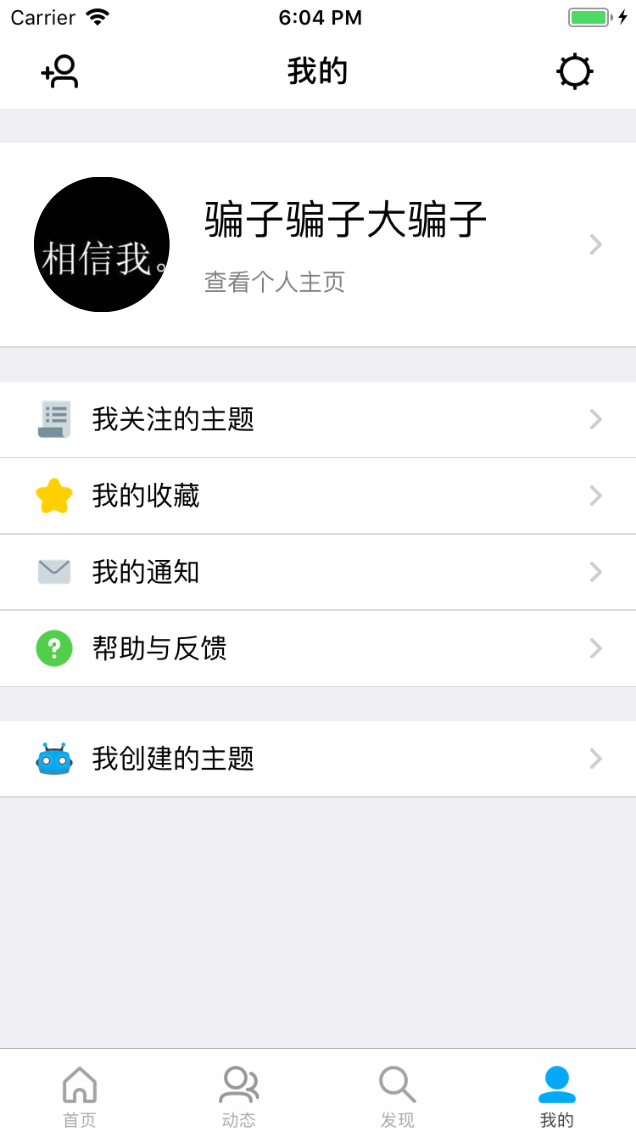 Carrier 6:04 PM
我的
相信我。
骗子骗子大骗子
查看个人主页
我关注的主题
我的收藏
我的通知
帮助与反馈
我创建的主题
首页 动态 发现 我的